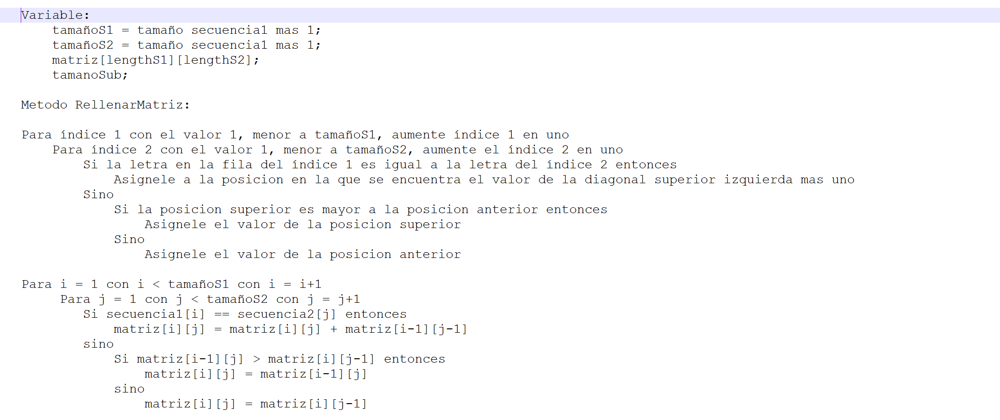 Variable:
    tamañoS1 = tamaño secuencia1 mas 1;
    tamañoS2 = tamaño secuencia1 mas 1;
    matriz[lengthS1][lengthS2];
    tamanoSub;

Metodo RellenarMatriz:

Para índice 1 con el valor 1, menor a tamañoS1, aumente índice 1 en uno
    Para índice 2 con el valor 1, menor a tamañoS2, aumente el índice 2 en uno
        Si la letra en la fila del índice 1 es igual a la letra del índice 2 entonces
            Asignele a la posicion en la que se encuentra el valor de la diagonal superior izquierda mas uno
        Sino
            Si la posicion superior es mayor a la posicion anterior entonces
                Asignele el valor de la posicion superior
            Sino
                Asignele el valor de la posicion anterior

Para i = 1 con i < tamañoS1 con i = i+1
     Para j = 1 con j < tamañoS2 con j = j+1
        Si secuencia1[i] == secuencia2[j] entonces
            matriz[i][j] = matriz[i][j] + matriz[i-1][j-1]
        sino
            Si matriz[i-1][j] > matriz[i][j-1] entonces
                matriz[i][j] = matriz[i-1][j]
            sino
                matriz[i][j] = matriz[i][j-1]